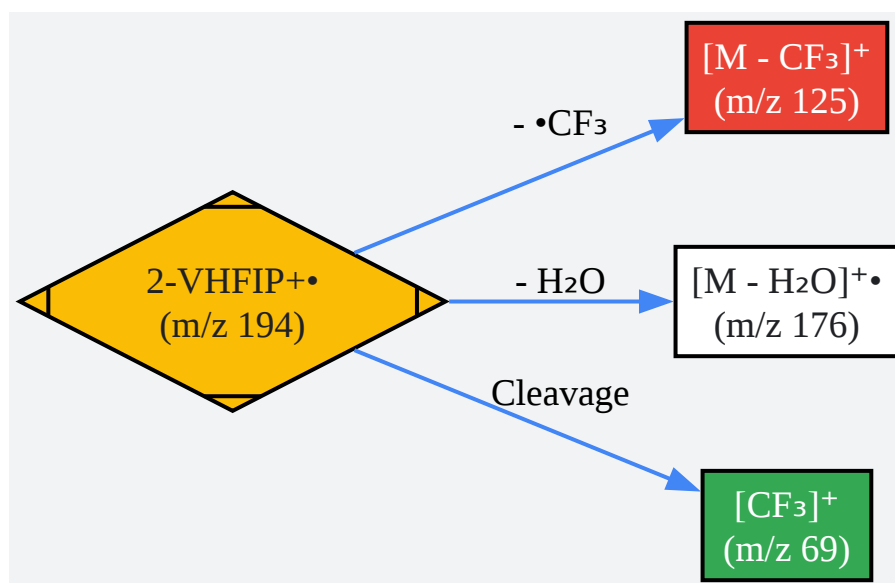 [M - CF₃]⁺
(m/z 125)
- •CF₃
2-VHFIP+•
(m/z 194)
- H₂O
[M - H₂O]⁺•
(m/z 176)
Cleavage
[CF₃]⁺
(m/z 69)